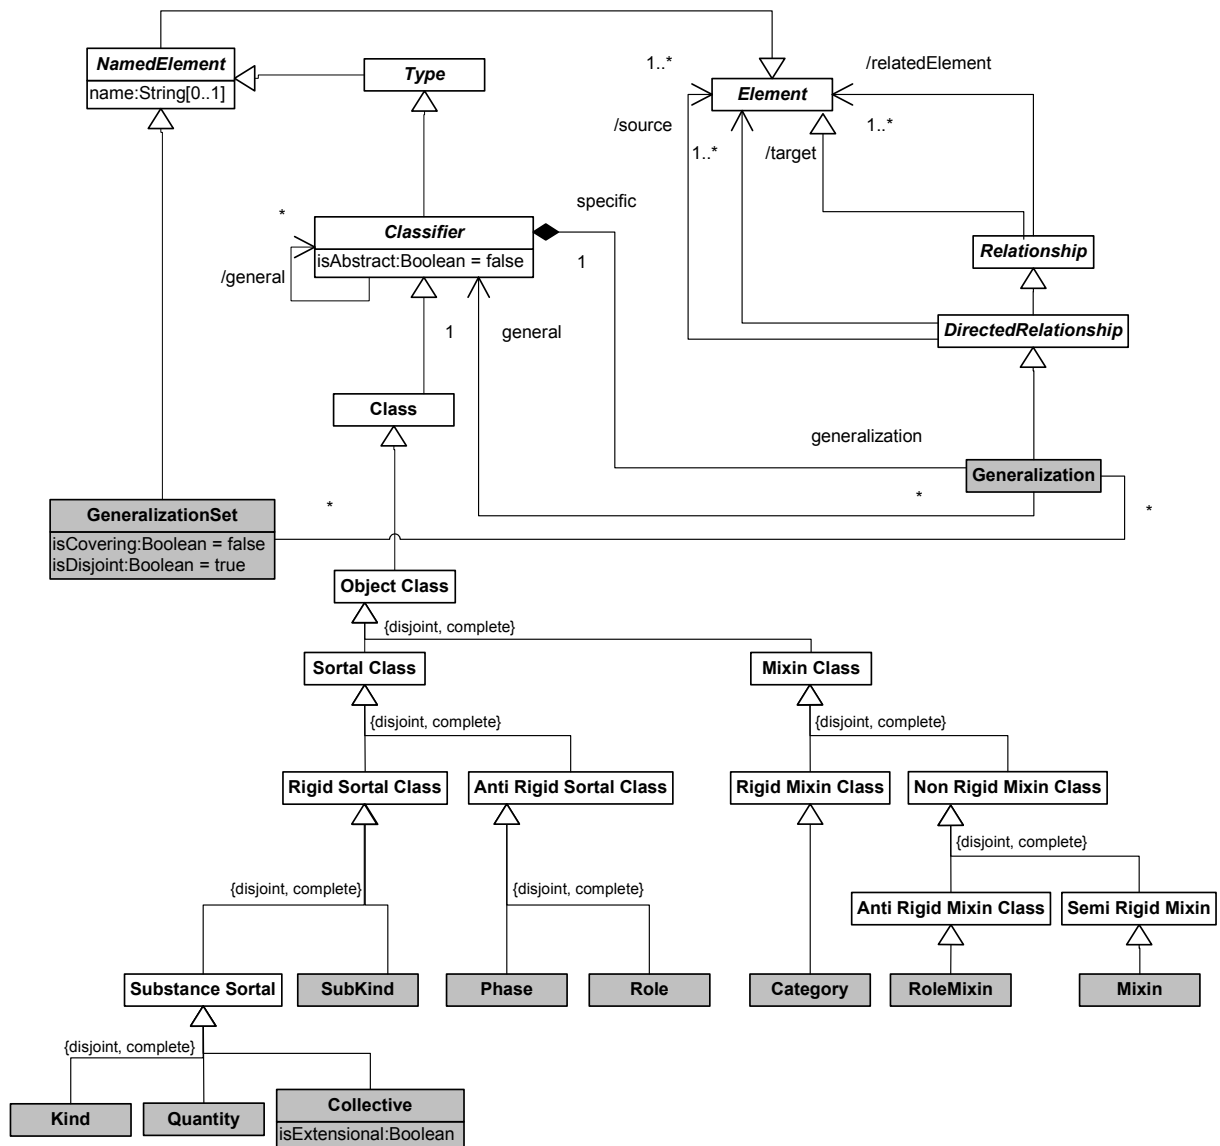 NamedElement
name:String[0..1]
Type
1..*
/relatedElement
Element
/source
1..*
1..*
/target
specific
*
Classifier
isAbstract:Boolean = false
1
/general
Relationship
1
general
DirectedRelationship
Class
generalization
Generalization
*
*
*
GeneralizationSet
isCovering:Boolean = false
isDisjoint:Boolean = true
Object Class
{disjoint, complete}
Sortal Class
Mixin Class
{disjoint, complete}
{disjoint, complete}
Rigid Sortal Class
Anti Rigid Sortal Class
Rigid Mixin Class
Non Rigid Mixin Class
{disjoint, complete}
{disjoint, complete}
{disjoint, complete}
Anti Rigid Mixin Class
Semi Rigid Mixin
Substance Sortal
SubKind
Phase
Role
Category
RoleMixin
Mixin
{disjoint, complete}
Kind
Quantity
Collective
isExtensional:Boolean